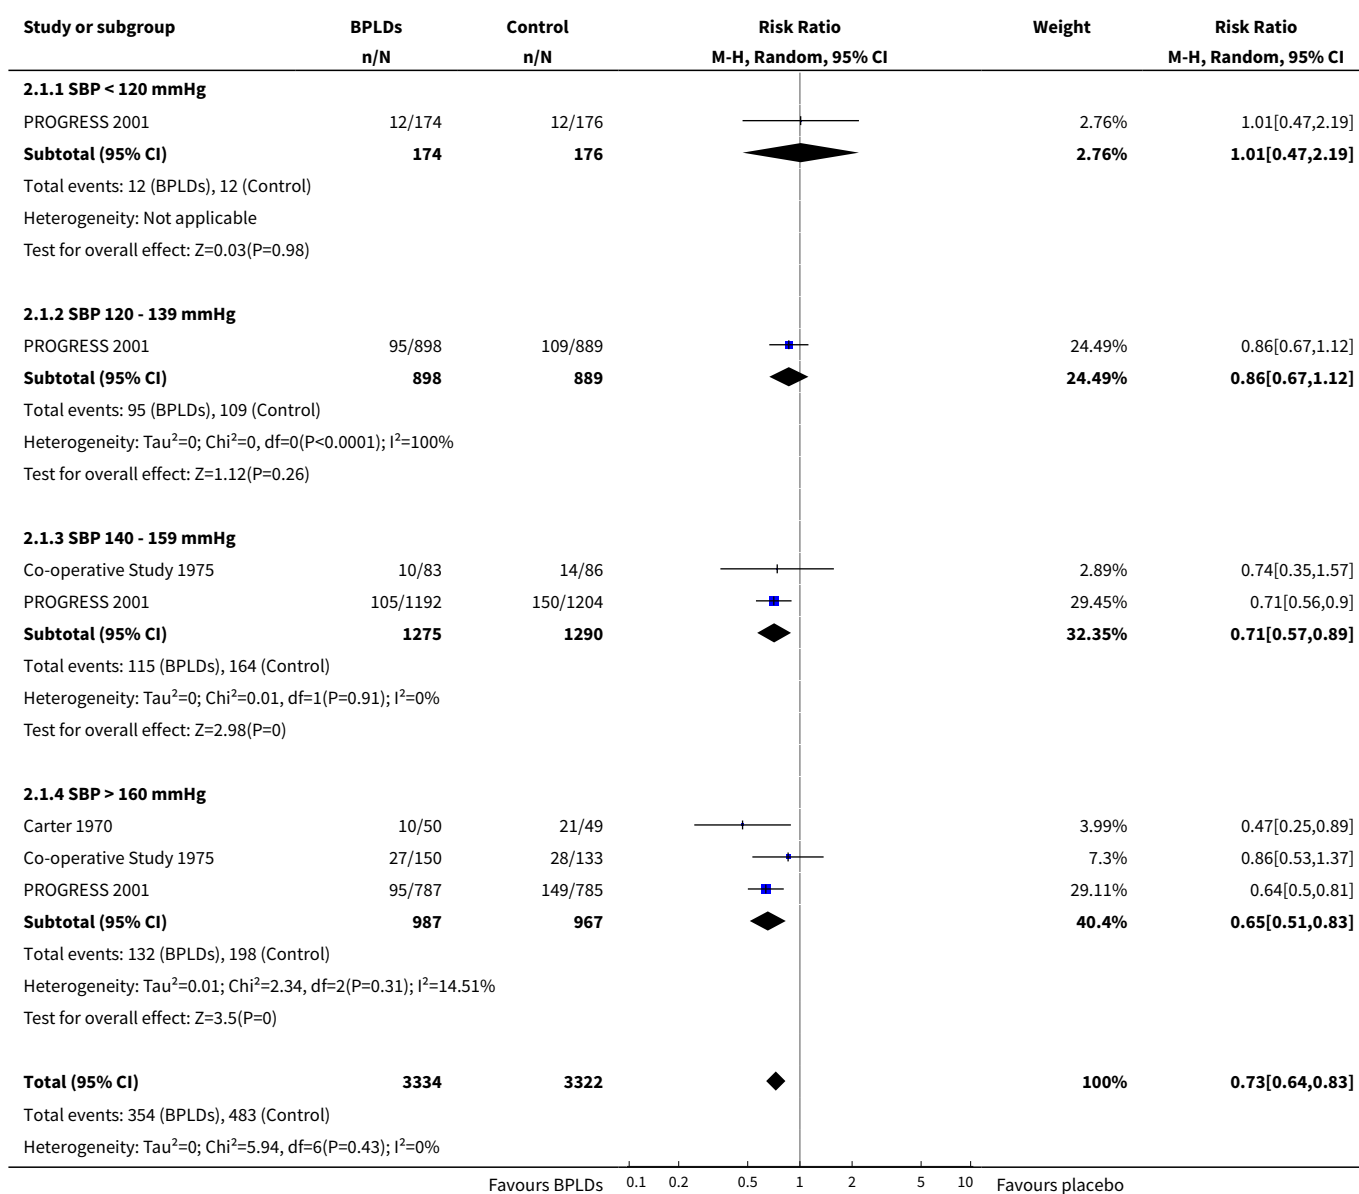 Study or subgroup BPLDs Control Risk Ratio Weight Risk Ratio
n/N n/N M-H, Random, 95% CI M-H, Random, 95% CI
2.1.1 SBP < 120 mmHg
PROGRESS 2001 12/174 12/176 2.76% 1.01[0.47,2.19]
Subtotal (95% CI) 174 176 2.76% 1.01[0.47,2.19]
Total events: 12 (BPLDs), 12 (Control)
Heterogeneity: Not applicable
Test for overall effect: Z=0.03(P=0.98)
2.1.2 SBP 120 - 139 mmHg
PROGRESS 2001 95/898 109/889 24.49% 0.86[0.67,1.12]
Subtotal (95% CI) 898 889 24.49% 0.86[0.67,1.12]
Total events: 95 (BPLDs), 109 (Control)
Heterogeneity: Tau²=0; Chi²=0, df=0(P<0.0001); I²=100%
Test for overall effect: Z=1.12(P=0.26)
2.1.3 SBP 140 - 159 mmHg
Co-operative Study 1975 10/83 14/86 2.89% 0.74[0.35,1.57]
PROGRESS 2001 105/1192 150/1204 29.45% 0.71[0.56,0.9]
Subtotal (95% CI) 1275 1290 32.35% 0.71[0.57,0.89]
Total events: 115 (BPLDs), 164 (Control)
Heterogeneity: Tau²=0; Chi²=0.01, df=1(P=0.91); I²=0%
Test for overall effect: Z=2.98(P=0)
2.1.4 SBP > 160 mmHg
Carter 1970 10/50 21/49 3.99% 0.47[0.25,0.89]
Co-operative Study 1975 27/150 28/133 7.3% 0.86[0.53,1.37]
PROGRESS 2001 95/787 149/785 29.11% 0.64[0.5,0.81]
Subtotal (95% CI) 987 967 40.4% 0.65[0.51,0.83]
Total events: 132 (BPLDs), 198 (Control)
Heterogeneity: Tau²=0.01; Chi²=2.34, df=2(P=0.31); I²=14.51%
Test for overall effect: Z=3.5(P=0)
Total (95% CI) 3334 3322 100% 0.73[0.64,0.83]
Total events: 354 (BPLDs), 483 (Control)
Heterogeneity: Tau²=0; Chi²=5.94, df=6(P=0.43); I²=0%
Favours BPLDs 0.1 0.2 0.5 1 2 5 10 Favours placebo